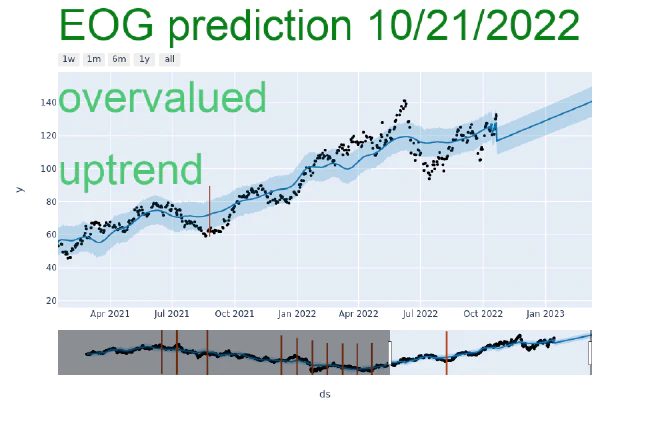 EOG prediction 10/21/2022
1w 1m 6m 1y all
overvalued
uptrend
140
120
100
80
60
40
20
y
Apr 2021 Jul 2021 Oct 2021 Jan 2022 Apr 2022 Jul 2022 Oct 2022 Jan 2023
ds